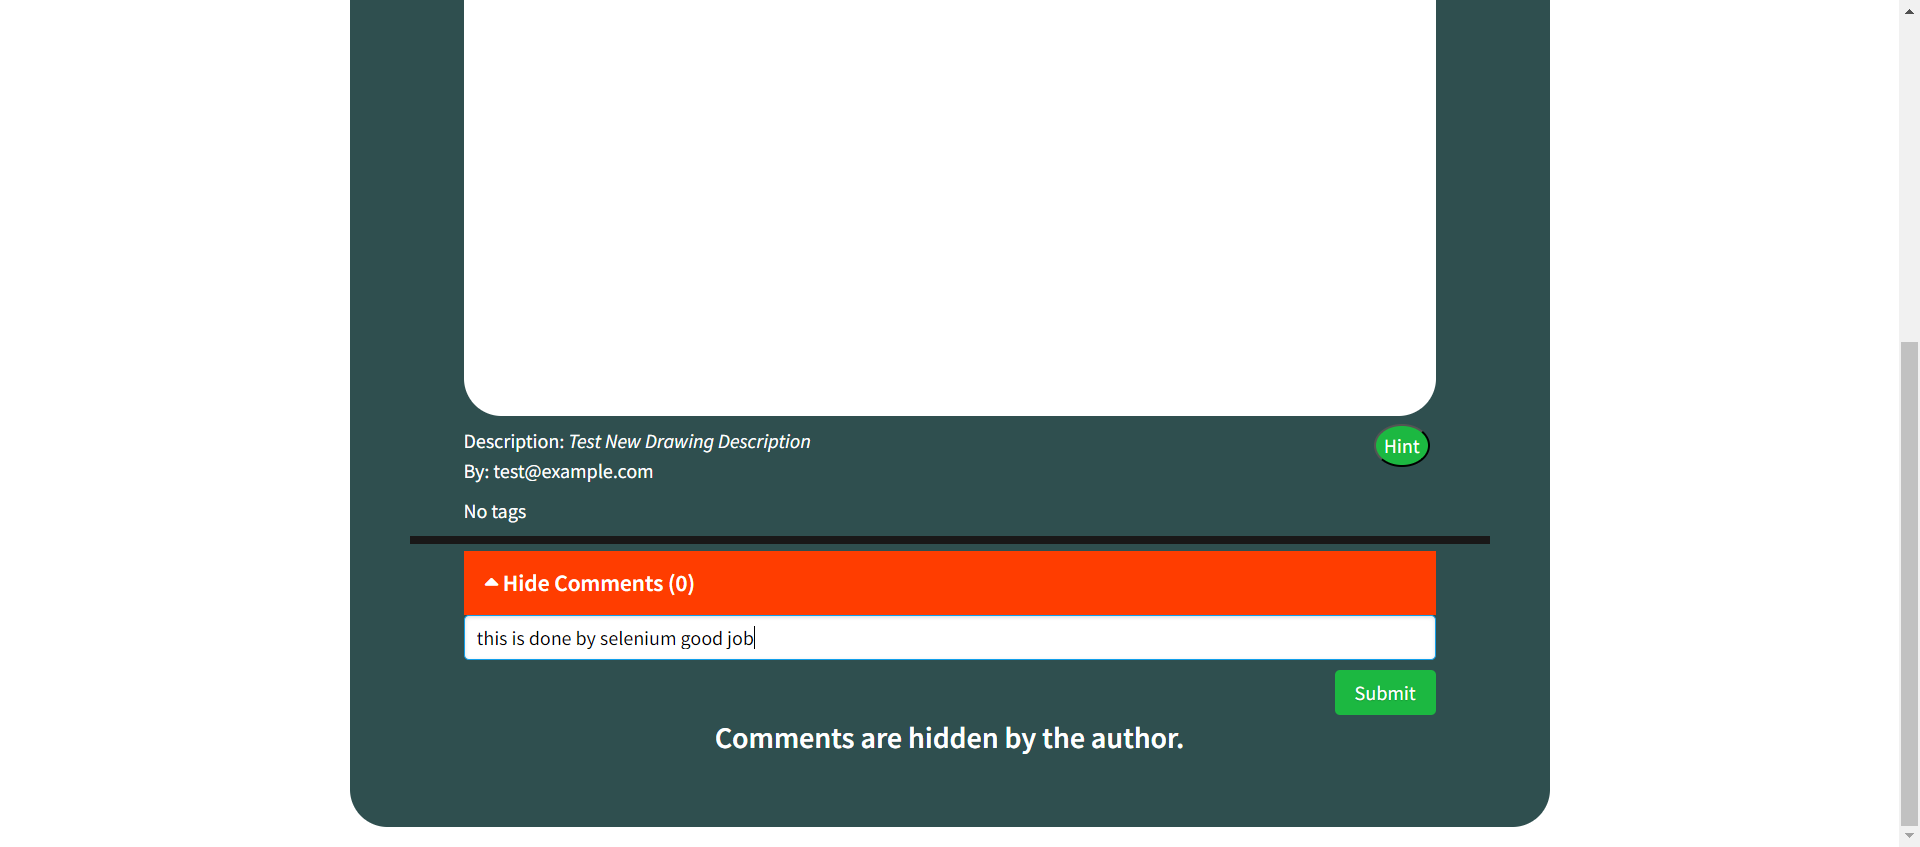 Description: Test New Drawing Description
Hint
By: test@example.com
No tags
Hide Comments (0)
this is done by selenium good job
Submit
Comments are hidden by the author.